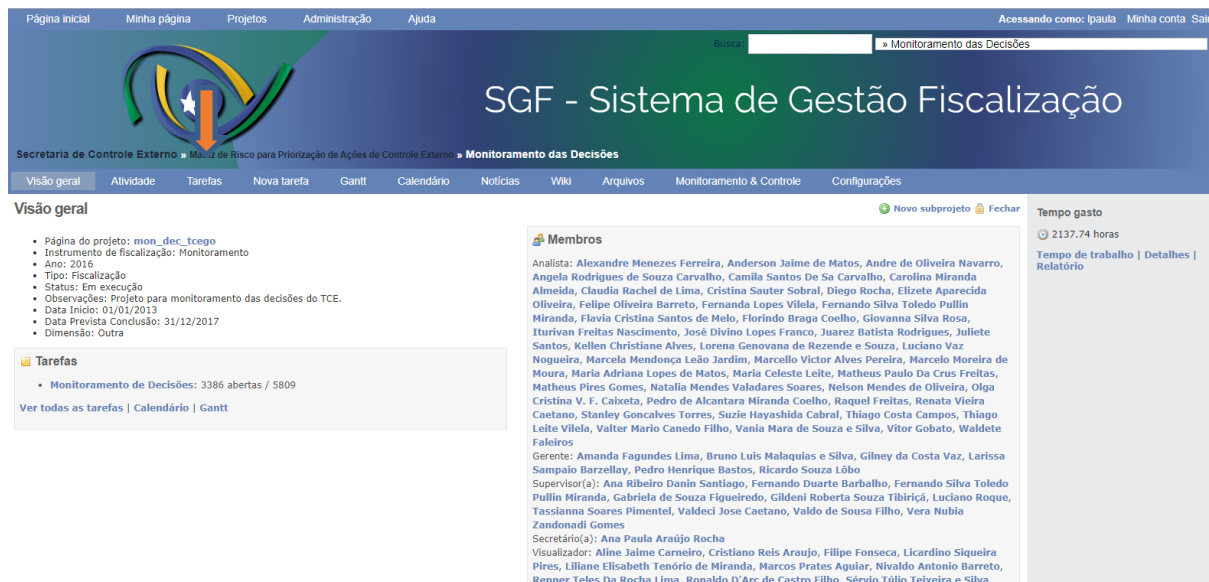 Página inicial Minha página Projetos Administração Ajuda Acessando como: lpaula Minha conta Sair
Busca: » Monitoramento das Decisões
SGF - Sistema de Gestão Fiscalização
Secretaria de Controle Externo » Matriz de Risco para Priorização de Ações de Controle Externo » Monitoramento das Decisões
Visão geral Atividade Tarefas Nova tarefa Gantt Calendário Notícias Wiki Arquivos Monitoramento & Controle Configurações
Visão geral
Novo subprojeto Fechar
Página do projeto: mon_dec_tcego
Instrumento de fiscalização: Monitoramento
Ano: 2016
Tipo: Fiscalização
Status: Em execução
Observações: Projeto para monitoramento das decisões do TCE.
Data Início: 01/01/2013
Data Prevista Conclusão: 31/12/2017
Dimensão: Outra
Tarefas
Monitoramento de Decisões: 3386 abertas / 5809
Ver todas as tarefas | Calendário | Gantt
Membros
Analista: Alexandre Menezes Ferreira, Anderson Jaime de Matos, Andre de Oliveira Navarro,
Angela Rodrigues de Souza Carvalho, Camila Santos De Sa Carvalho, Carolina Miranda
Almeida, Claudia Rachel de Lima, Cristina Sauter Sobral, Diego Rocha, Elizete Aparecida
Oliveira, Felipe Oliveira Barreto, Fernanda Lopes Vilela, Fernando Silva Toledo Pullin
Miranda, Flavia Cristina Santos de Melo, Florindo Braga Coelho, Giovanna Silva Rosa,
Iturivan Freitas Nascimento, José Divino Lopes Franco, Juarez Batista Rodrigues, Juliete
Santos, Kellen Christiane Alves, Lorena Genovana de Rezende e Souza, Luciano Vaz
Nogueira, Marcela Mendonça Leão Jardim, Marcello Victor Alves Pereira, Marcelo Moreira de
Moura, Maria Adriana Lopes de Matos, Maria Celeste Leite, Matheus Paulo Da Crus Freitas,
Matheus Pires Gomes, Natalia Mendes Valadares Soares, Nelson Mendes de Oliveira, Olga
Cristina V. F. Caixeta, Pedro de Alcantara Miranda Coelho, Raquel Freitas, Renata Vieira
Caetano, Stanley Goncalves Torres, Suzie Hayashida Cabral, Thiago Costa Campos, Thiago
Leite Vilela, Valter Mario Canedo Filho, Vania Mara de Souza e Silva, Vitor Gobato, Waldete
Faleiros
Gerente: Amanda Fagundes Lima, Bruno Luis Malaquias e Silva, Gilney da Costa Vaz, Larissa
Sampaio Barzellay, Pedro Henrique Bastos, Ricardo Souza Lôbo
Supervisor(a): Ana Ribeiro Danin Santiago, Fernando Duarte Barbalho, Fernando Silva Toledo
Pullin Miranda, Gabriela de Souza Figueiredo, Gildeni Roberta Souza Tibiriçá, Luciano Roque,
Tassianna Soares Pimentel, Valdeci Jose Caetano, Valdo de Sousa Filho, Vera Nubia
Zandonadi Gomes
Secretário(a): Ana Paula Araújo Rocha
Visualizador: Aline Jaime Carneiro, Cristiano Reis Araujo, Filipe Fonseca, Licardino Siqueira
Pires, Liliane Elisabeth Tenório de Miranda, Marcos Prates Aguiar, Nivaldo Antonio Barreto,
Renner Teles Da Rocha Lima, Ronaldo D'Arc de Castro Filho, Sérvio Túlio Teixeira e Silva
Tempo gasto
2137.74 horas
Tempo de trabalho | Detalhes |
Relatório